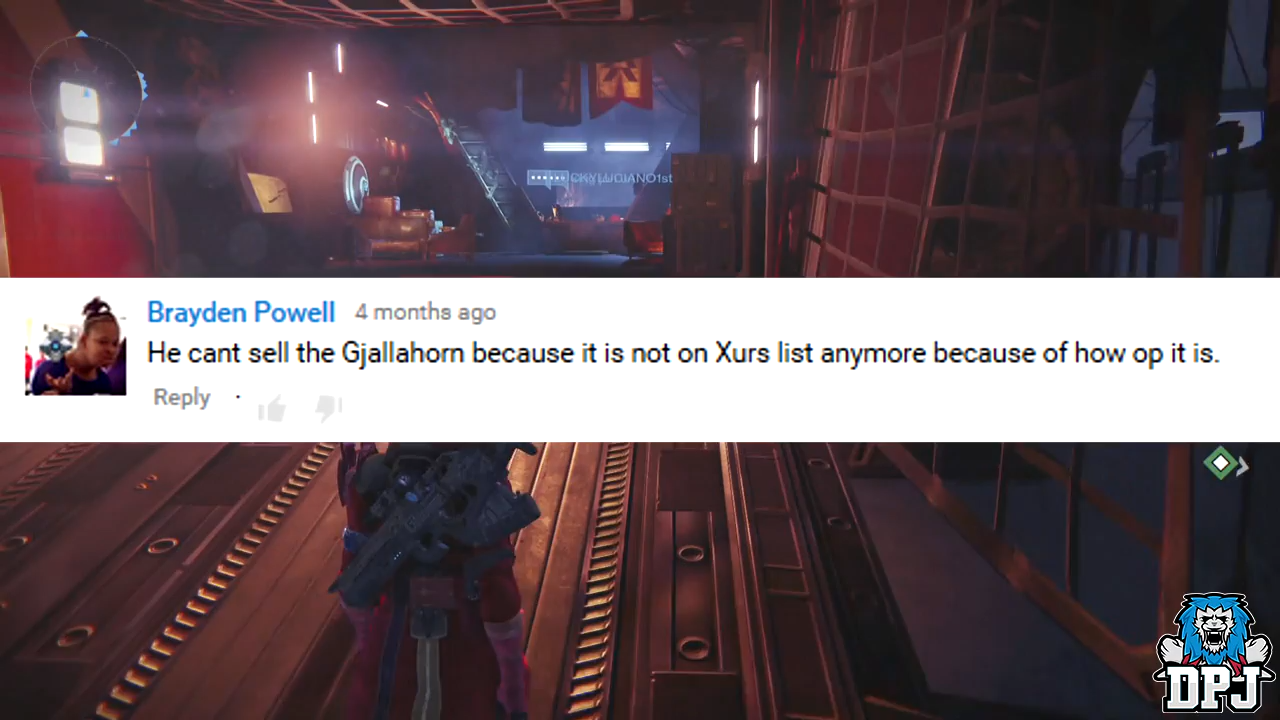 Brayden Powell 4 months ago
He cant sell the Gjallahorn because it is not on Xurs list anymore because of how op it is.
Reply ·
DPJ